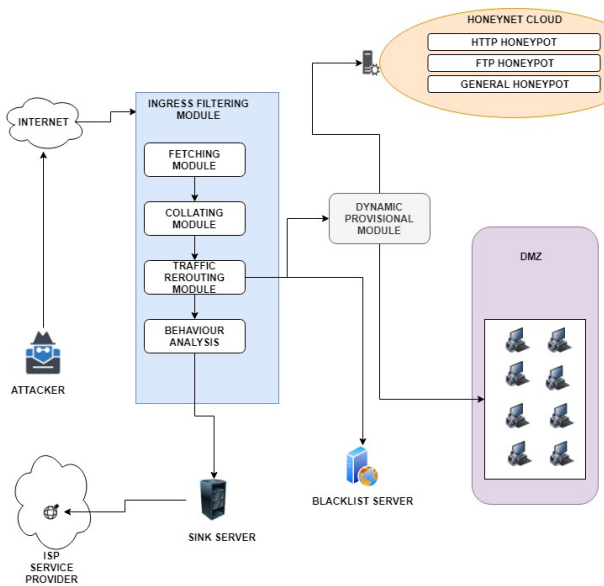 HONEYNET CLOUD
HTTP HONEYPOT
FTP HONEYPOT
GENERAL HONEYPOT
INTERNET
INGRESS FILTERING
MODULE
FETCHING
MODULE
COLLATING
MODULE
TRAFFIC
REROUTING
MODULE
BEHAVIOUR
ANALYSIS
DYNAMIC
PROVISIONAL
MODULE
DMZ
ATTACKER
BLACKLIST SERVER
SINK SERVER
ISP
SERVICE
PROVIDER